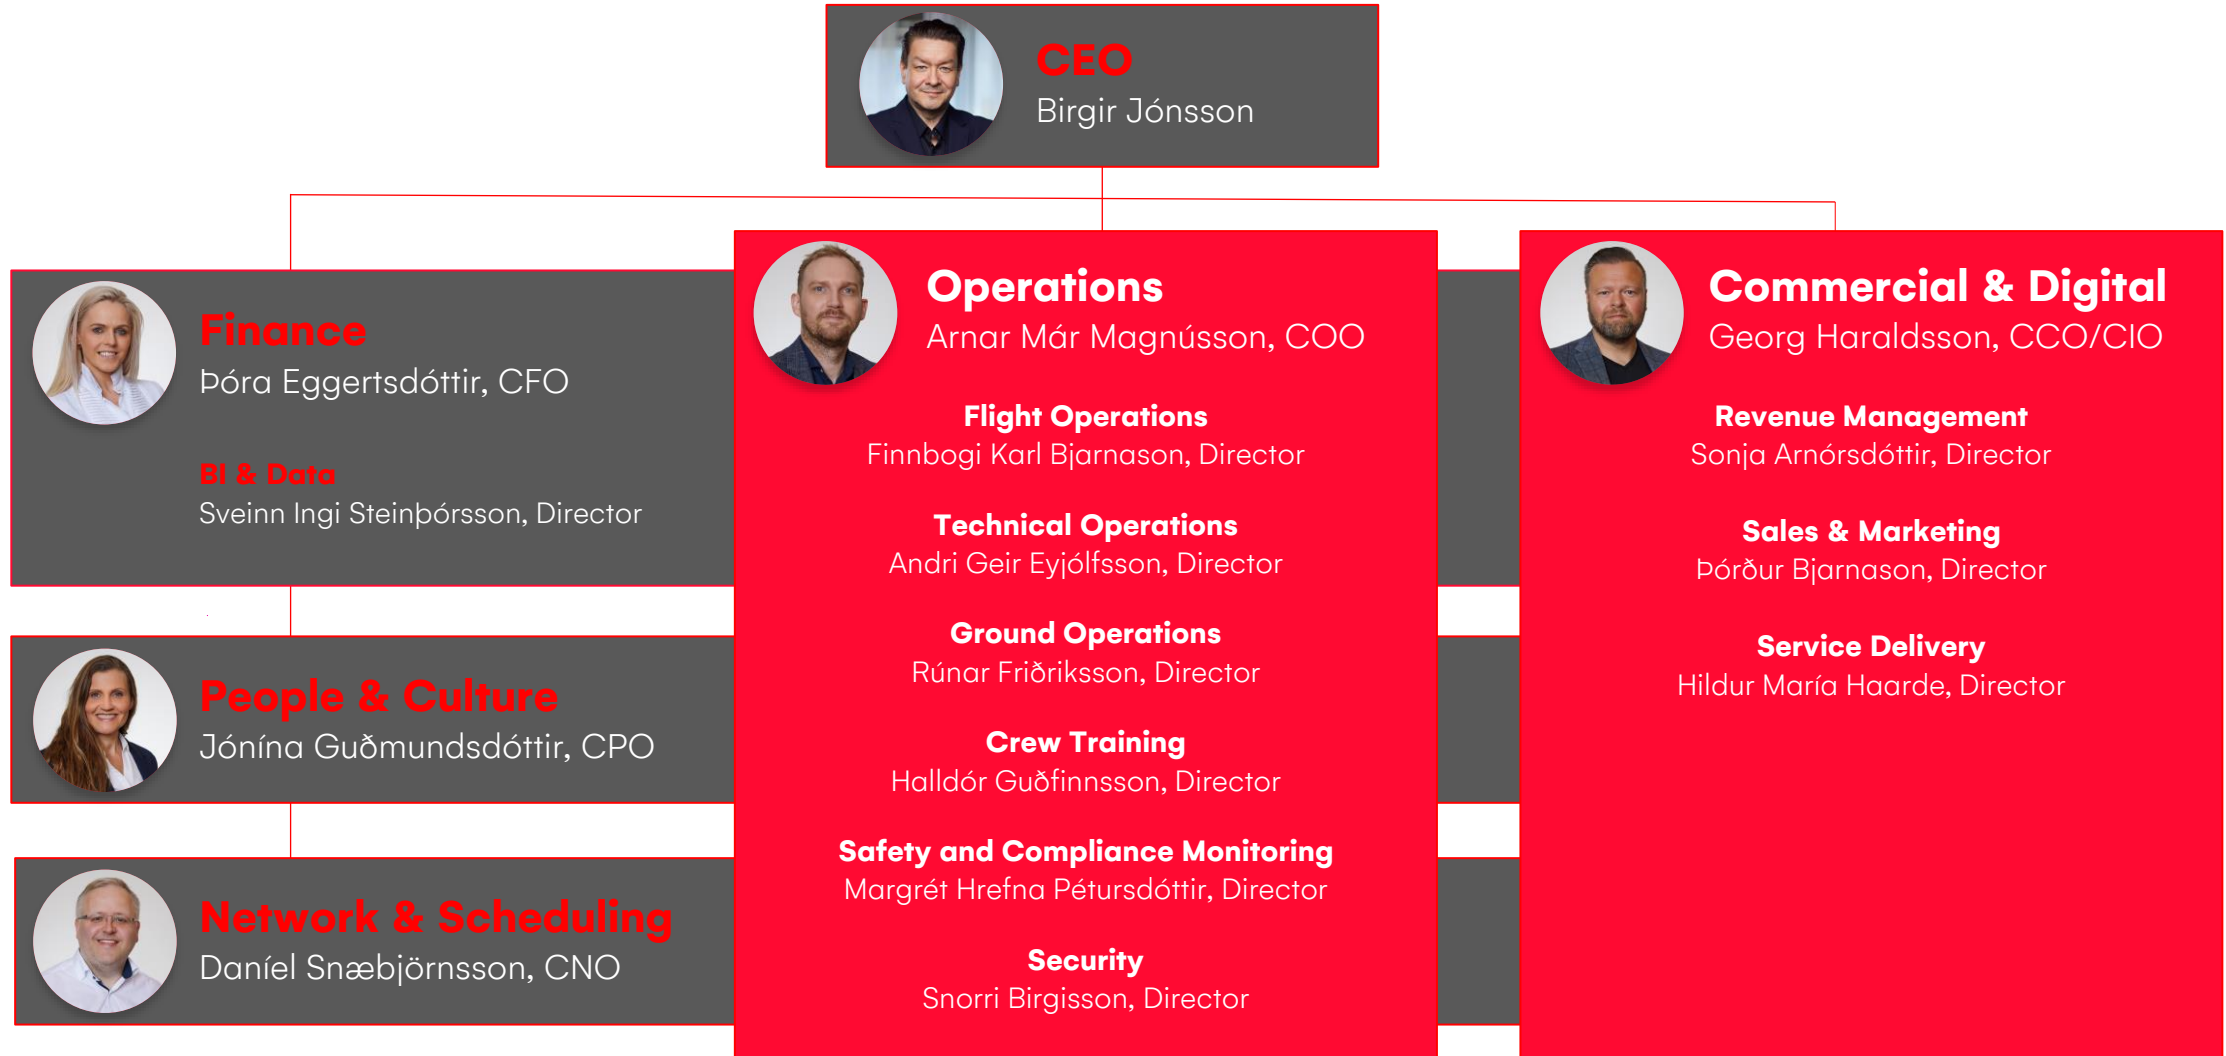 CEO
Birgir Jónsson
Finance
Þóra Eggertsdóttir, CFO
BI & Data
Sveinn Ingi Steinþórsson, Director
People & Culture
Jónína Guðmundsdóttir, CPO
Network & Scheduling
Daníel Snæbjörnsson, CNO
Operations
Arnar Már Magnússon, COO
Flight Operations
Finnbogi Karl Bjarnason, Director
Technical Operations
Andri Geir Eyjólfsson, Director
Ground Operations
Rúnar Friðriksson, Director
Crew Training
Halldór Guðfinnsson, Director
Safety and Compliance Monitoring
Margrét Hrefna Pétursdóttir, Director
Security
Snorri Birgisson, Director
Commercial & Digital
Georg Haraldsson, CCO/CIO
Revenue Management
Sonja Arnórsdóttir, Director
Sales & Marketing
Þórður Bjarnason, Director
Service Delivery
Hildur María Haarde, Director